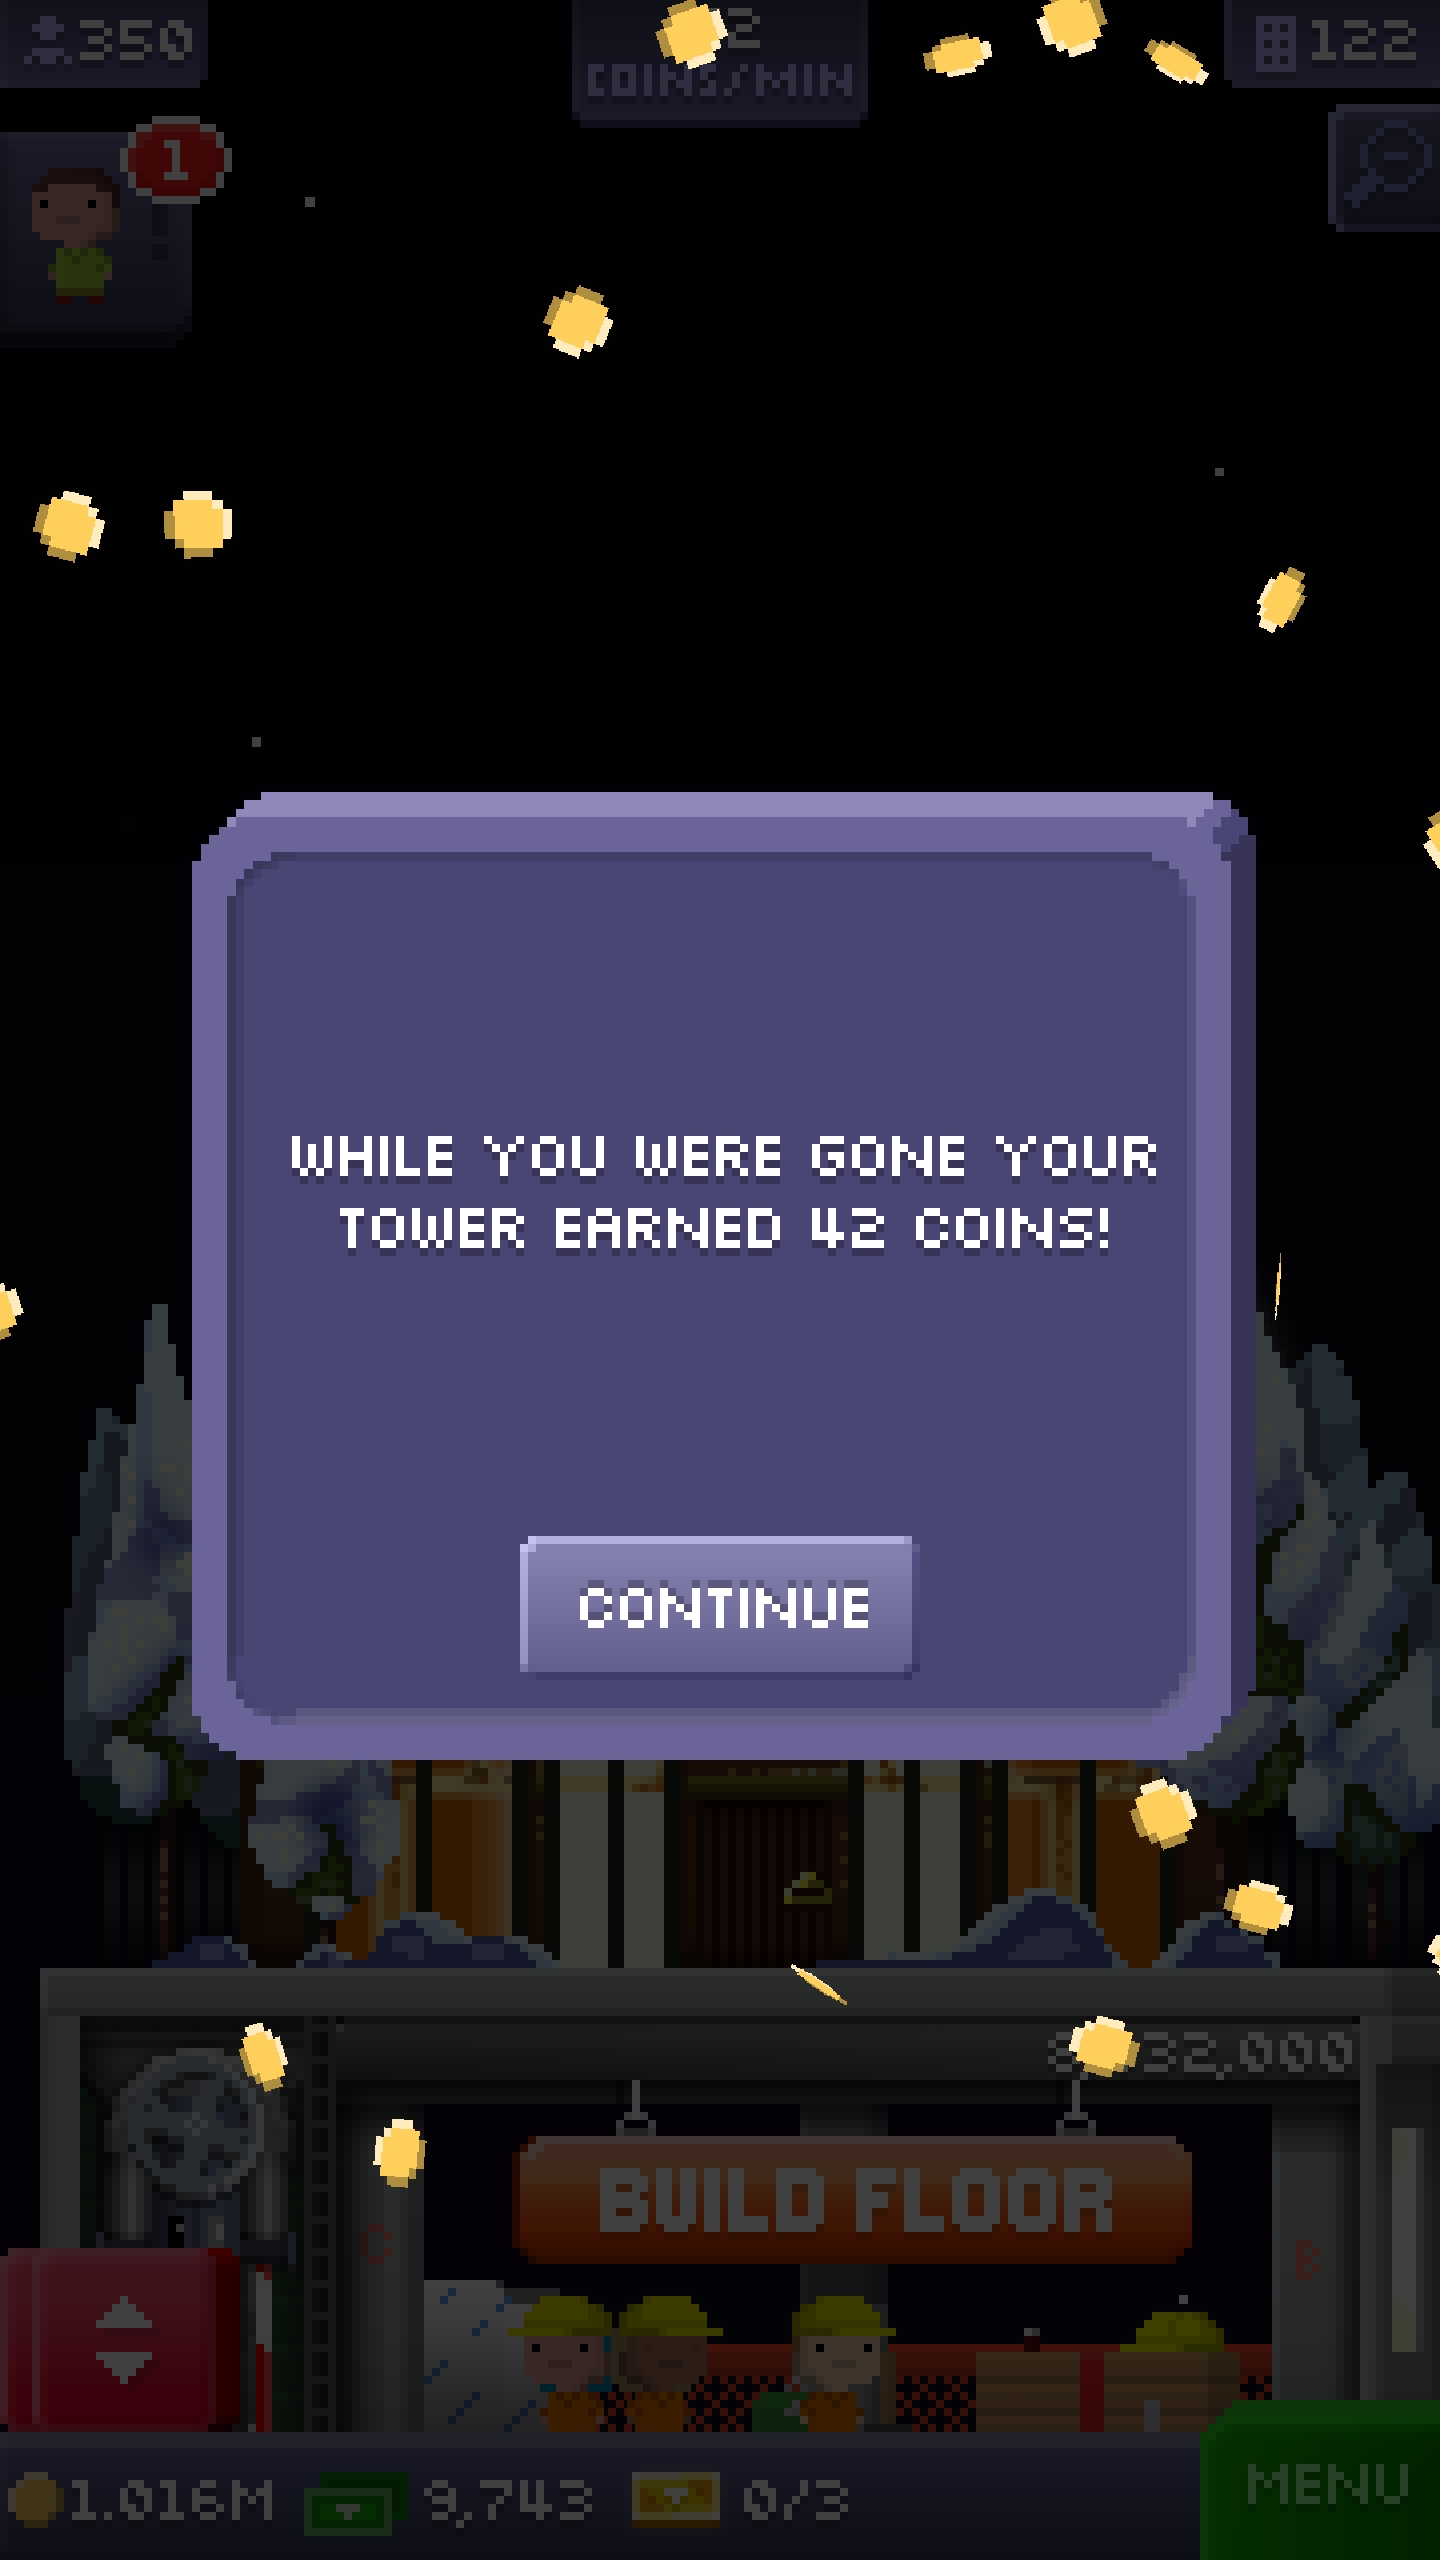 350
2
COINS/MIN
122
1
WHILE YOU WERE GONE YOUR
TOWER EARNED 42 COINS!
CONTINUE
32,000
BUILD FLOOR
C
B
1.016M
9,743
0/3
MENU